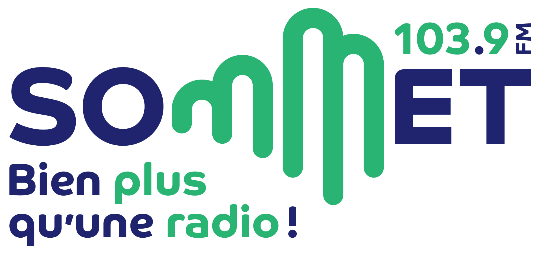 103.9 FM
SOMMET
Bien plus
qu'une radio !